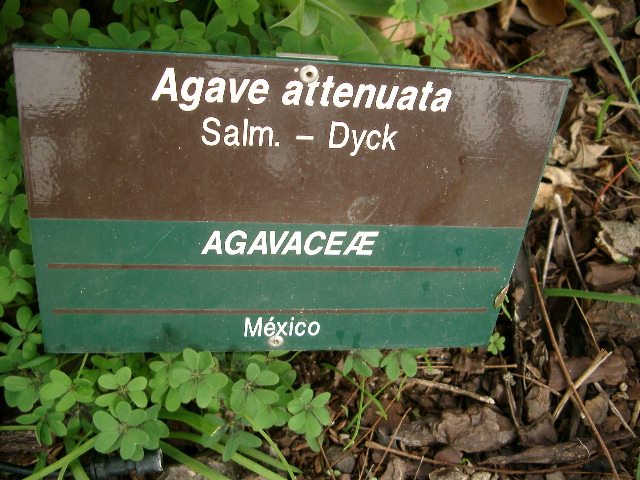 Agave attenuata
Salm. – Dyck
AGAVACEÆ
México